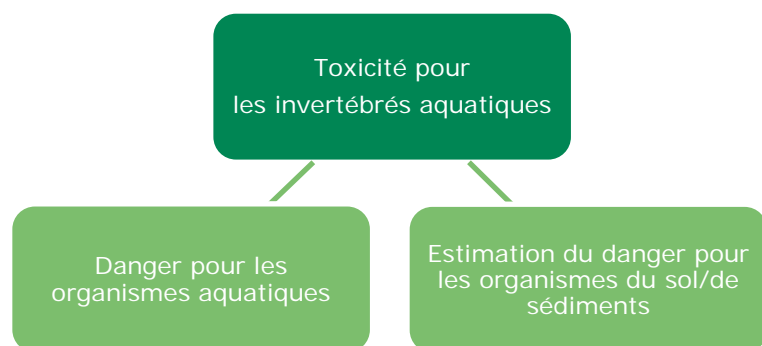 Toxicité pour
les invertébrés aquatiques
Danger pour les
organismes aquatiques
Estimation du danger pour
les organismes du sol/de
sédiments